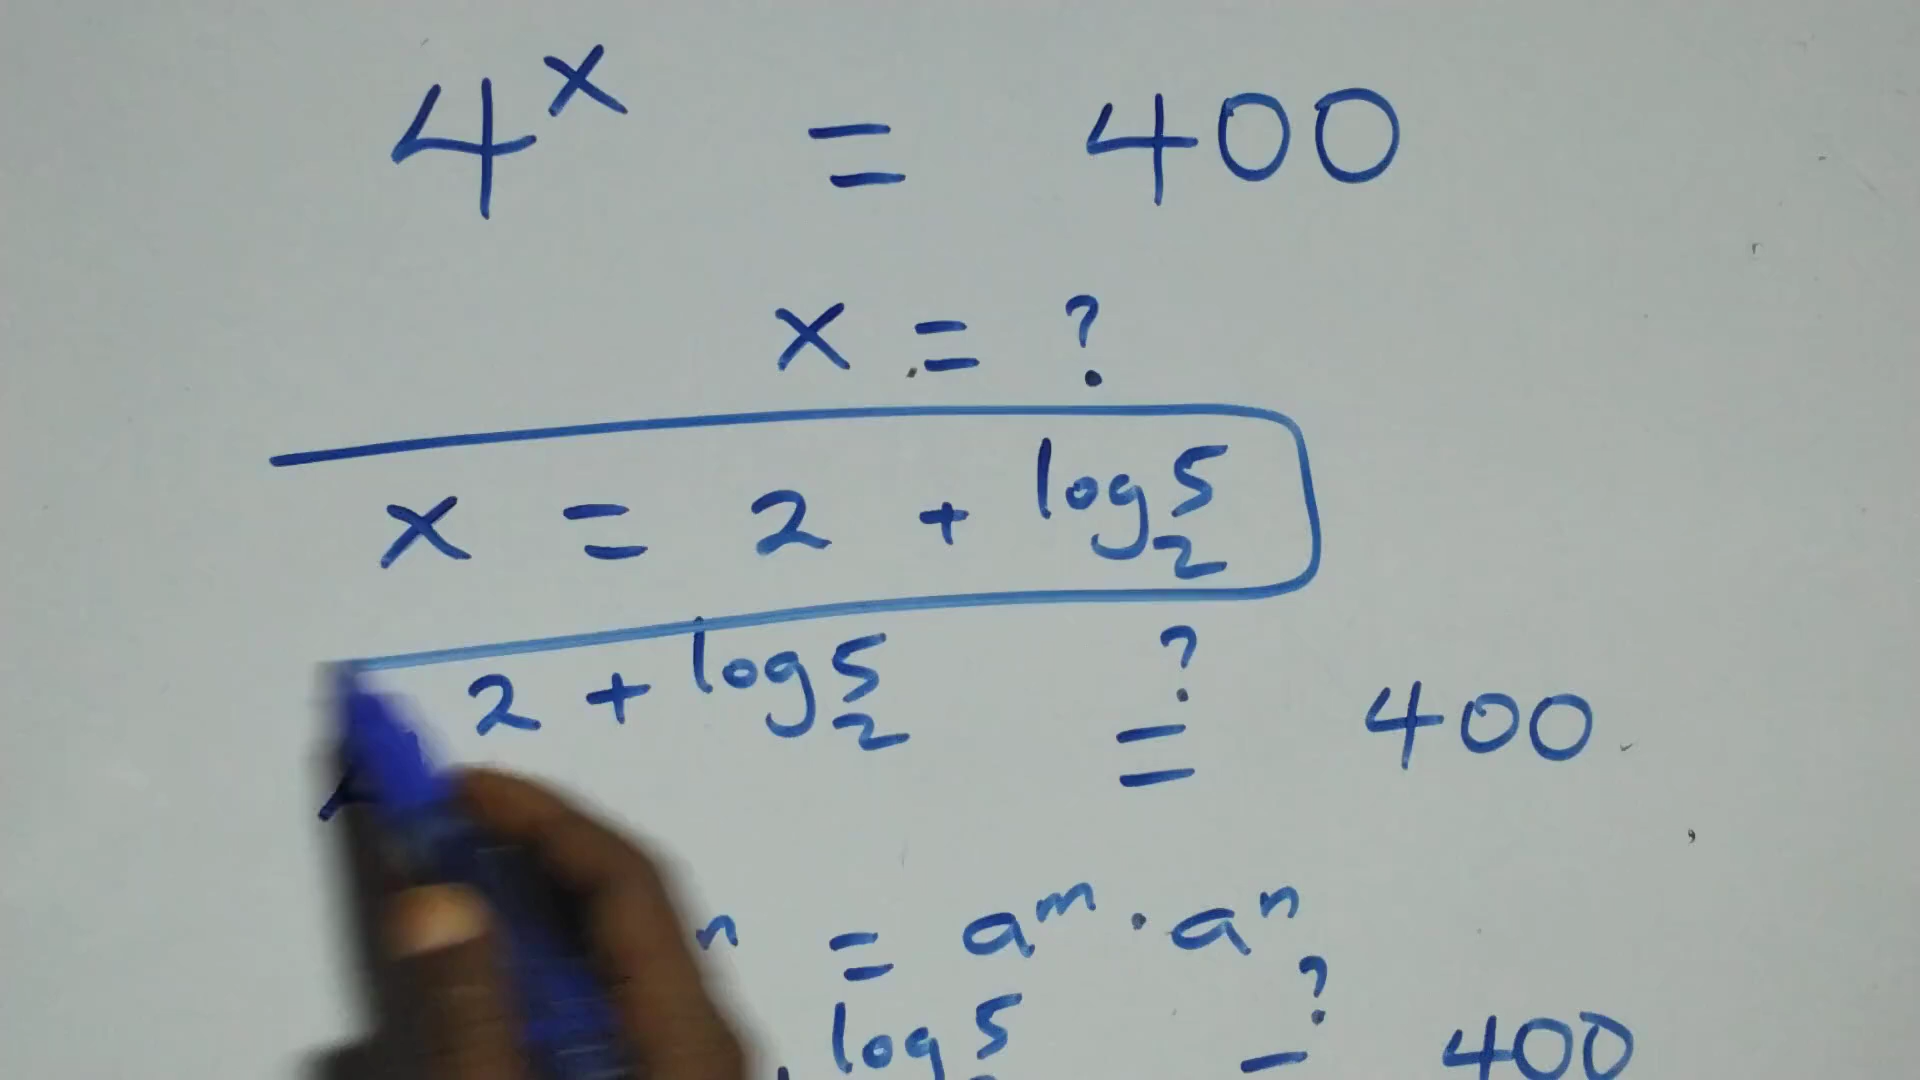 4^x = 400
x = ?
x = 2 + log₂5
2 + log₂5 ?= 400
n = a^m · a^n
log 5 ?= 400